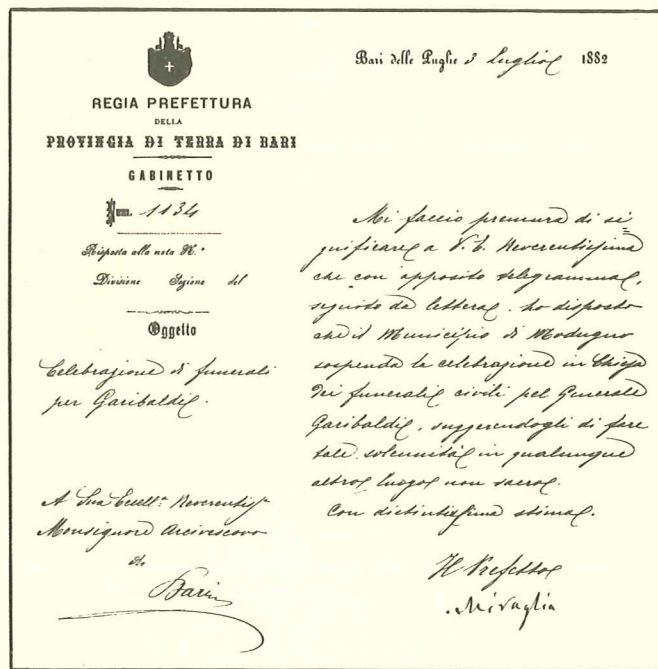 Bari delle Puglie 3 Luglio 1882
REGIA PREFETTURA
DELLA
PROVINCIA DI TERRA DI BARI
GABINETTO
Num. 1134
Risposta alla nota N.°
Divisione Sezione del
Oggetto
Celebrazione di funerali
per Garibaldi.
A Sua Eccell.ª Reverentiss.ª
Monsignore Arcivescovo
di
Bari
Mi faccio premura di si
gnificare a V. E. Reverentissima
che con apposito telegramma,
seguito da lettera, ho disposto
che il Municipio di Modugno
sospenda la celebrazione in Chiesa
dei funerali civili pel Generale
Garibaldi, suggerendogli di fare
tale solennità in qualunque
altro luogo non sacro.
Con distintissima stima.
Il Prefetto
Miraglia